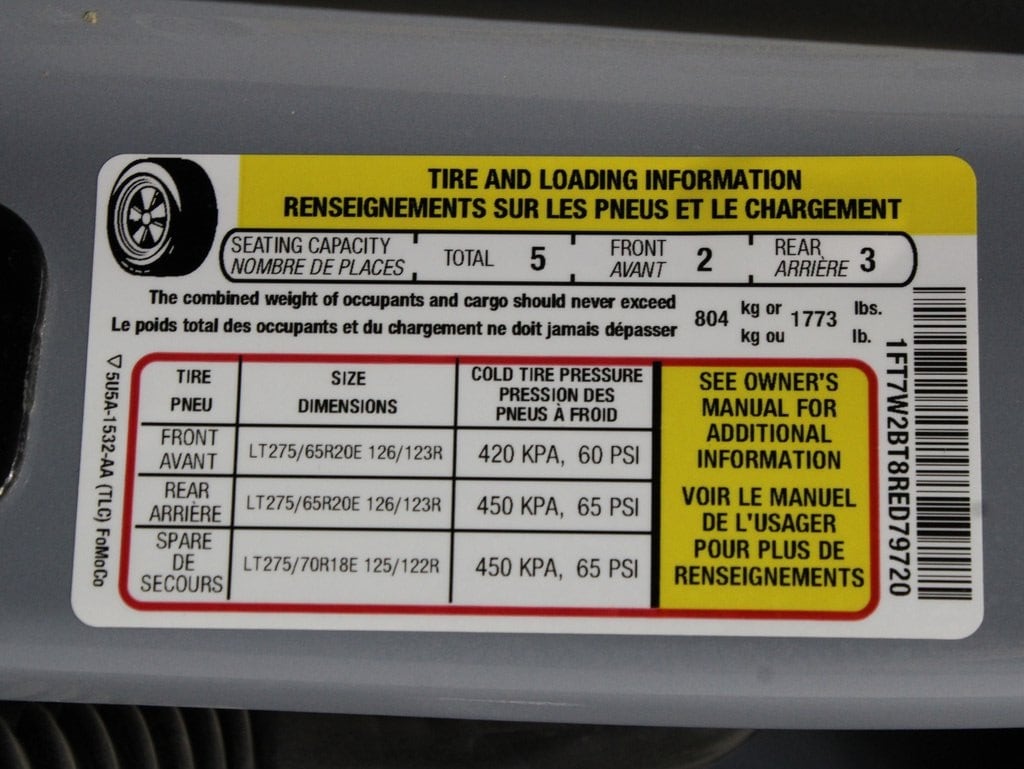 TIRE AND LOADING INFORMATION
RENSEIGNEMENTS SUR LES PNEUS ET LE CHARGEMENT
SEATING CAPACITY
NOMBRE DE PLACES
TOTAL 5
FRONT
AVANT 2
REAR
ARRIÈRE 3
The combined weight of occupants and cargo should never exceed
Le poids total des occupants et du chargement ne doit jamais dépasser
804 kg or 1773 lbs.
kg ou lb.
TIRE
PNEU
SIZE
DIMENSIONS
COLD TIRE PRESSURE
PRESSION DES
PNEUS À FROID
FRONT
AVANT
LT275/65R20E 126/123R
420 KPA, 60 PSI
REAR
ARRIÈRE
LT275/65R20E 126/123R
450 KPA, 65 PSI
SPARE
DE
SECOURS
LT275/70R18E 125/122R
450 KPA, 65 PSI
SEE OWNER'S
MANUAL FOR
ADDITIONAL
INFORMATION
VOIR LE MANUEL
DE L'USAGER
POUR PLUS DE
RENSEIGNEMENTS
5U5A-1532-AA (TLC) FoMoCo
1FT7W2BT8RED79720